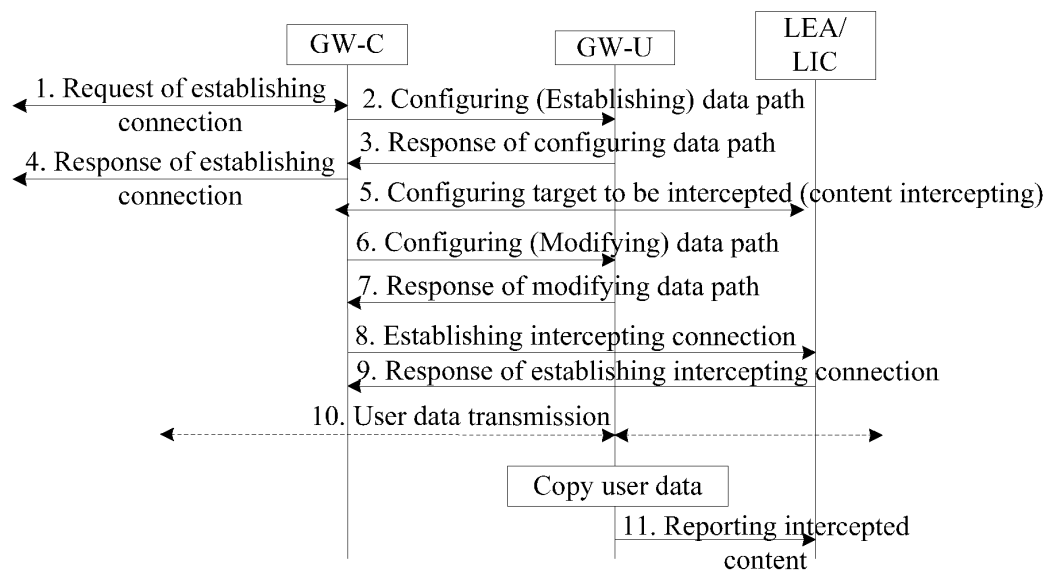 GW-C
GW-U
LEA/
LIC
1. Request of establishing
connection
2. Configuring (Establishing) data path
3. Response of configuring data path
4. Response of establishing
connection
5. Configuring target to be intercepted (content intercepting)
6. Configuring (Modifying) data path
7. Response of modifying data path
8. Establishing intercepting connection
9. Response of establishing intercepting connection
10. User data transmission
Copy user data
11. Reporting intercepted
content